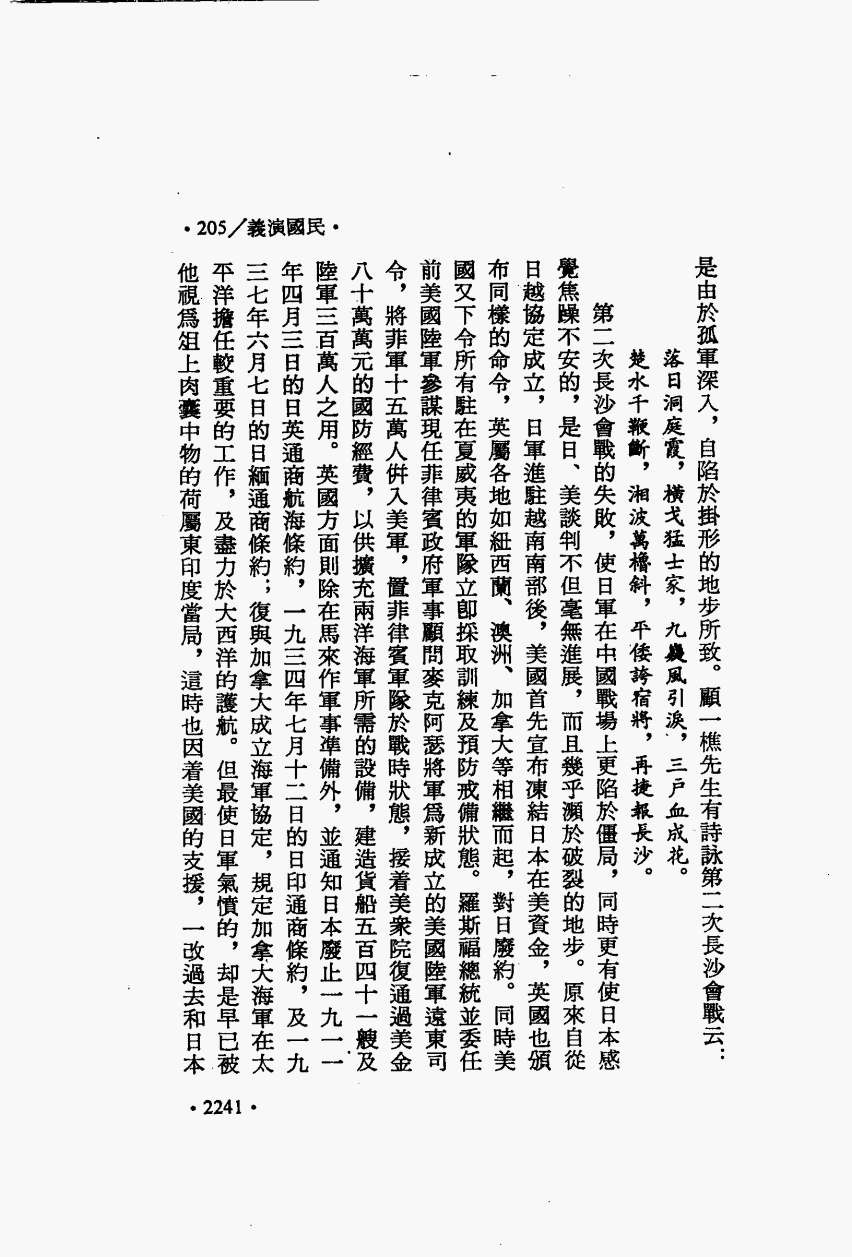 •205／義演國民•
是由於孤軍深入，自陷於掛形的地步所致。顧一樵先生有詩詠第二次長沙會戰云：
落日洞庭霞，橫戈猛士家，九嶷風引淚，三戶血成花。
楚水千鞭斷，湘波萬櫓斜，平倭誇宿將，再捷報長沙。
第二次長沙會戰的失敗，使日軍在中國戰場上更陷於僵局，同時更有使日本感
覺焦躁不安的，是日、美談判不但毫無進展，而且幾乎瀕於破裂的地步。原來自從
日越協定成立，日軍進駐越南南部後，美國首先宣布凍結日本在美資金，英國也頒
布同樣的命令，英屬各地如紐西蘭、澳洲、加拿大等相繼而起，對日廢約。同時美
國又下令所有駐在夏威夷的軍隊立卽採取訓練及預防戒備狀態。羅斯福總統並委任
前美國陸軍參謀現任菲律賓政府軍事顧問麥克阿瑟將軍爲新成立的美國陸軍遠東司
令，將菲軍十五萬人併入美軍，置菲律賓軍隊於戰時狀態，接着美衆院復通過美金
八十萬萬元的國防經費，以供擴充兩洋海軍所需的設備，建造貨船五百四十一艘及
陸軍三百萬人之用。英國方面則除在馬來作軍事準備外，並通知日本廢止一九一一
年四月三日的日英通商航海條約，一九三四年七月十二日的日印通商條約，及一九
三七年六月七日的日緬通商條約；復與加拿大成立海軍協定，規定加拿大海軍在太
平洋擔任較重要的工作，及盡力於大西洋的護航。但最使日軍氣憤的，却是早已被
他視爲俎上肉囊中物的荷屬東印度當局，這時也因着美國的支援，一改過去和日本
•2241•